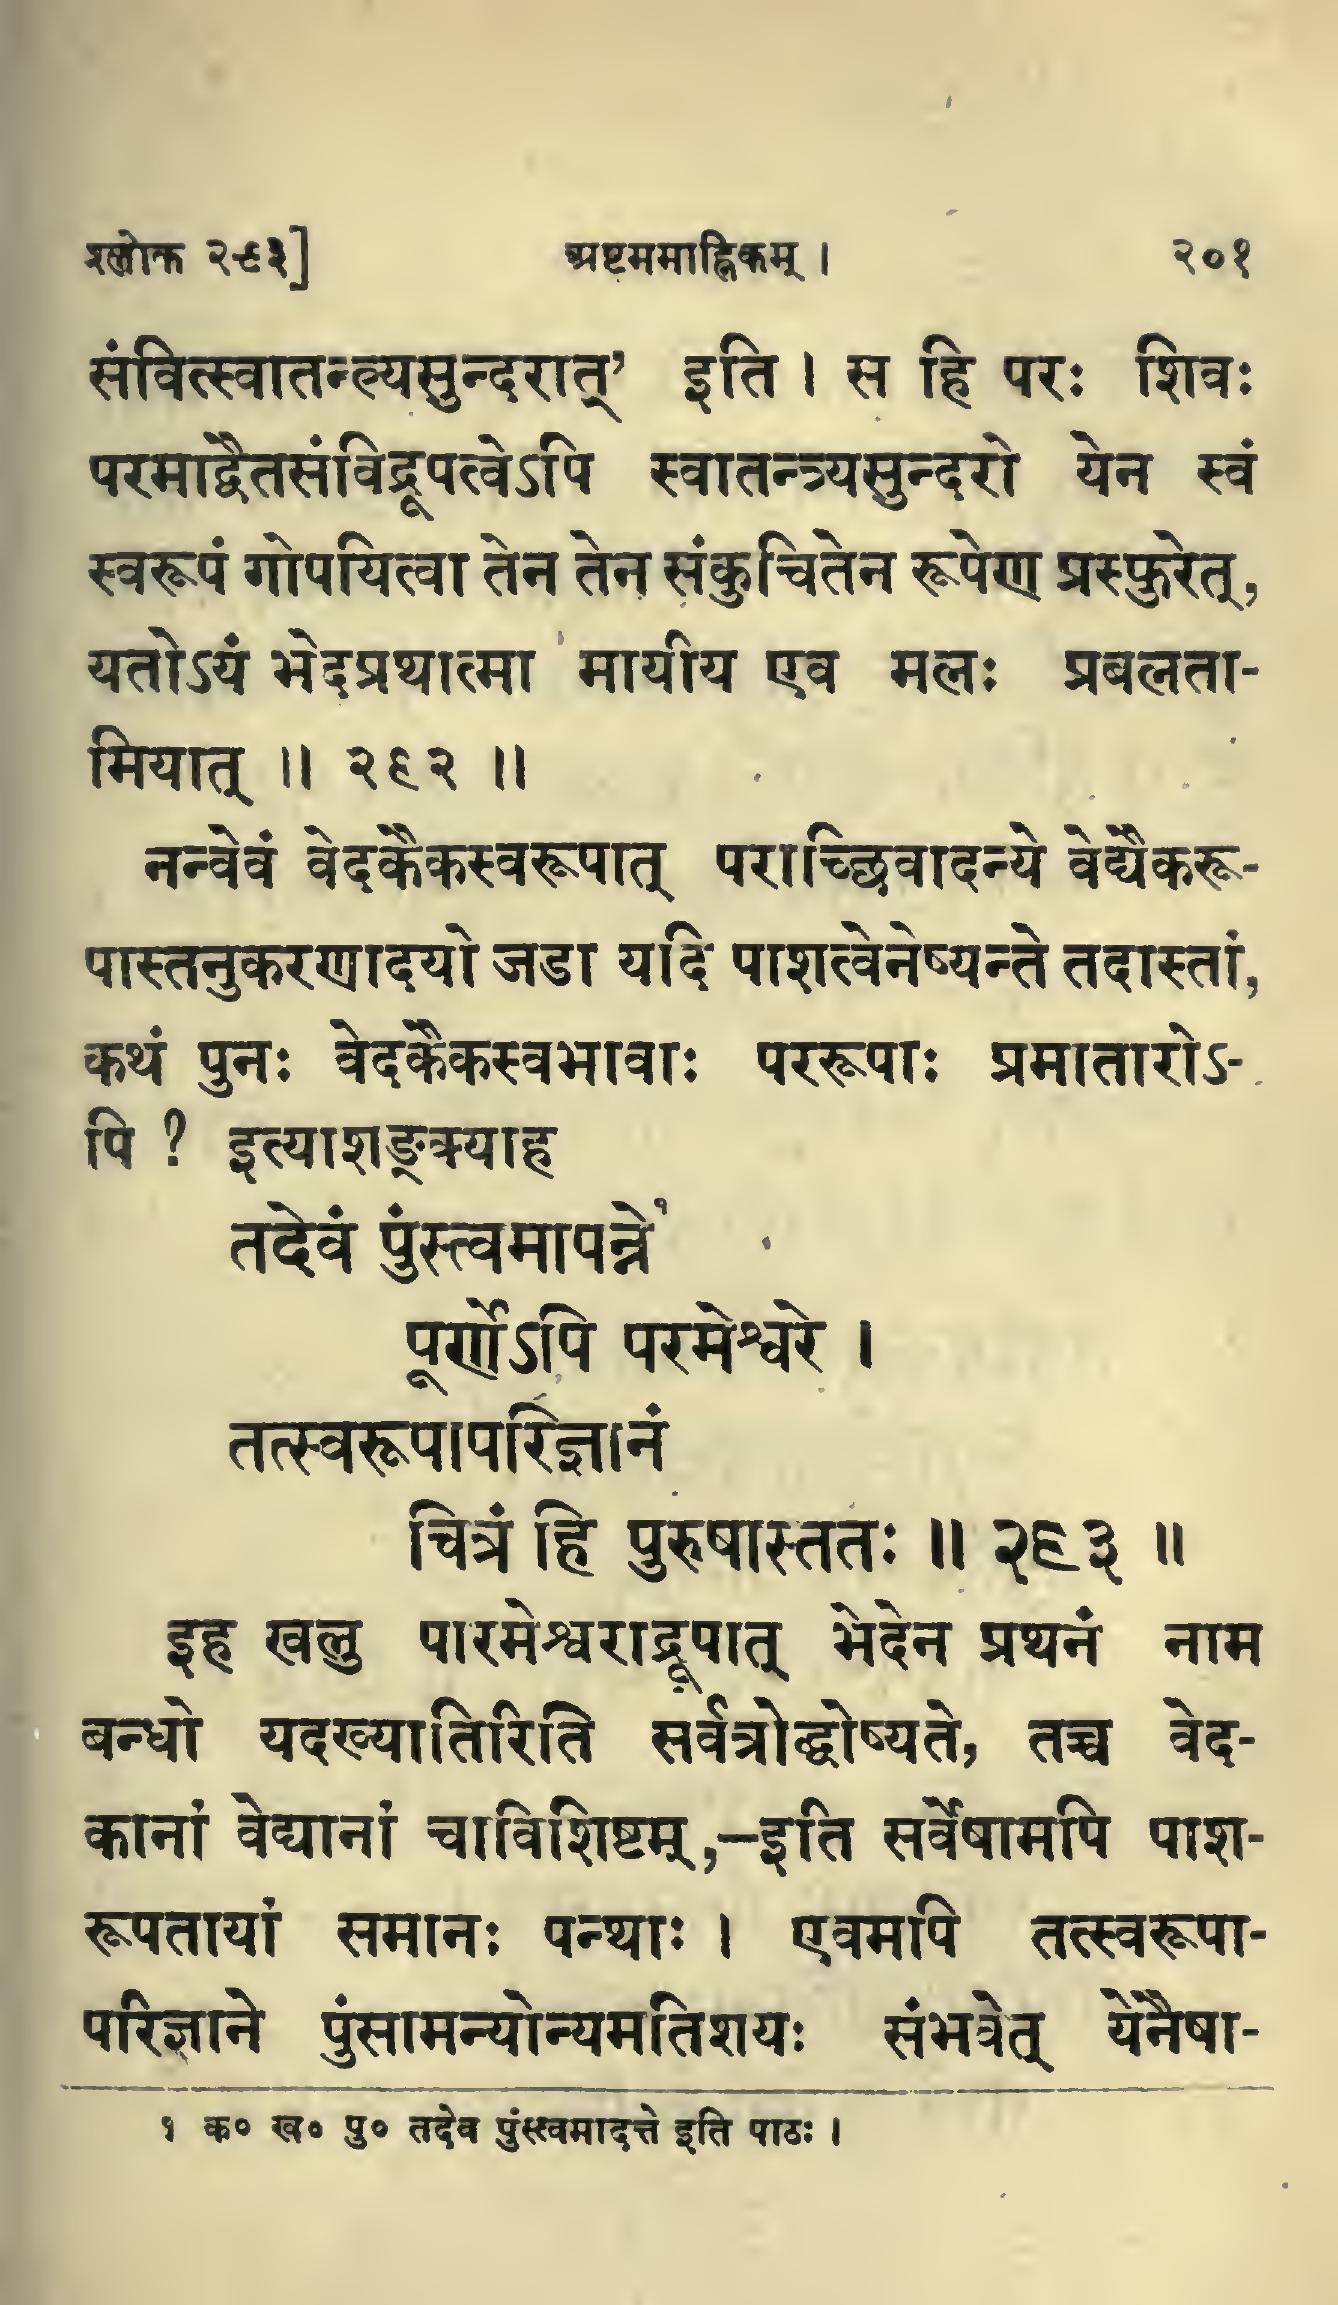 श्लोक २९३]
अष्टममाह्निकम् ।
२०१
संवित्स्वातन्त्र्यसुन्दरात्’ इति । स हि परः शिवः
परमाद्वैतसंविद्रूपत्वेऽपि स्वातन्त्र्यसुन्दरो येन स्वं
स्वरूपं गोपयित्वा तेन तेन संकुचितेन रूपेण प्रस्फुरेत्,
यतोऽयं भेदप्रथात्मा मायीय एव मलः प्रबलता-
मियात् ॥ २९२ ॥
नन्वेवं वेदकैकस्वरूपात् पराच्छिवादन्ये वेद्यैकरू-
पास्तनुकरणादयो जडा यदि पाशत्वेनेष्यन्ते तदास्तां,
कथं पुनः वेदकैकस्वभावाः पररूपाः प्रमातारोऽ-
पि ? इत्याशङ्क्याह
तदेवं पुंस्त्वमापन्ने१
पूर्णेऽपि परमेश्वरे ।
तत्स्वरूपापरिज्ञानं
चित्रं हि पुरुषास्ततः ॥ २९३ ॥
इह खलु पारमेश्वराद्रूपात् भेदेन प्रथनं नाम
बन्धो यदख्यातिरिति सर्वत्रोद्घोष्यते, तच्च वेद-
कानां वेद्यानां चाविशिष्टम्,—इति सर्वेषामपि पाश-
रूपतायां समानः पन्थाः । एवमपि तत्स्वरूपा-
परिज्ञाने पुंसामन्योन्यमतिशयः संभवेत् येनैषा-
१ क० ख० पु० तदेव पुंस्त्वमादत्ते इति पाठः ।